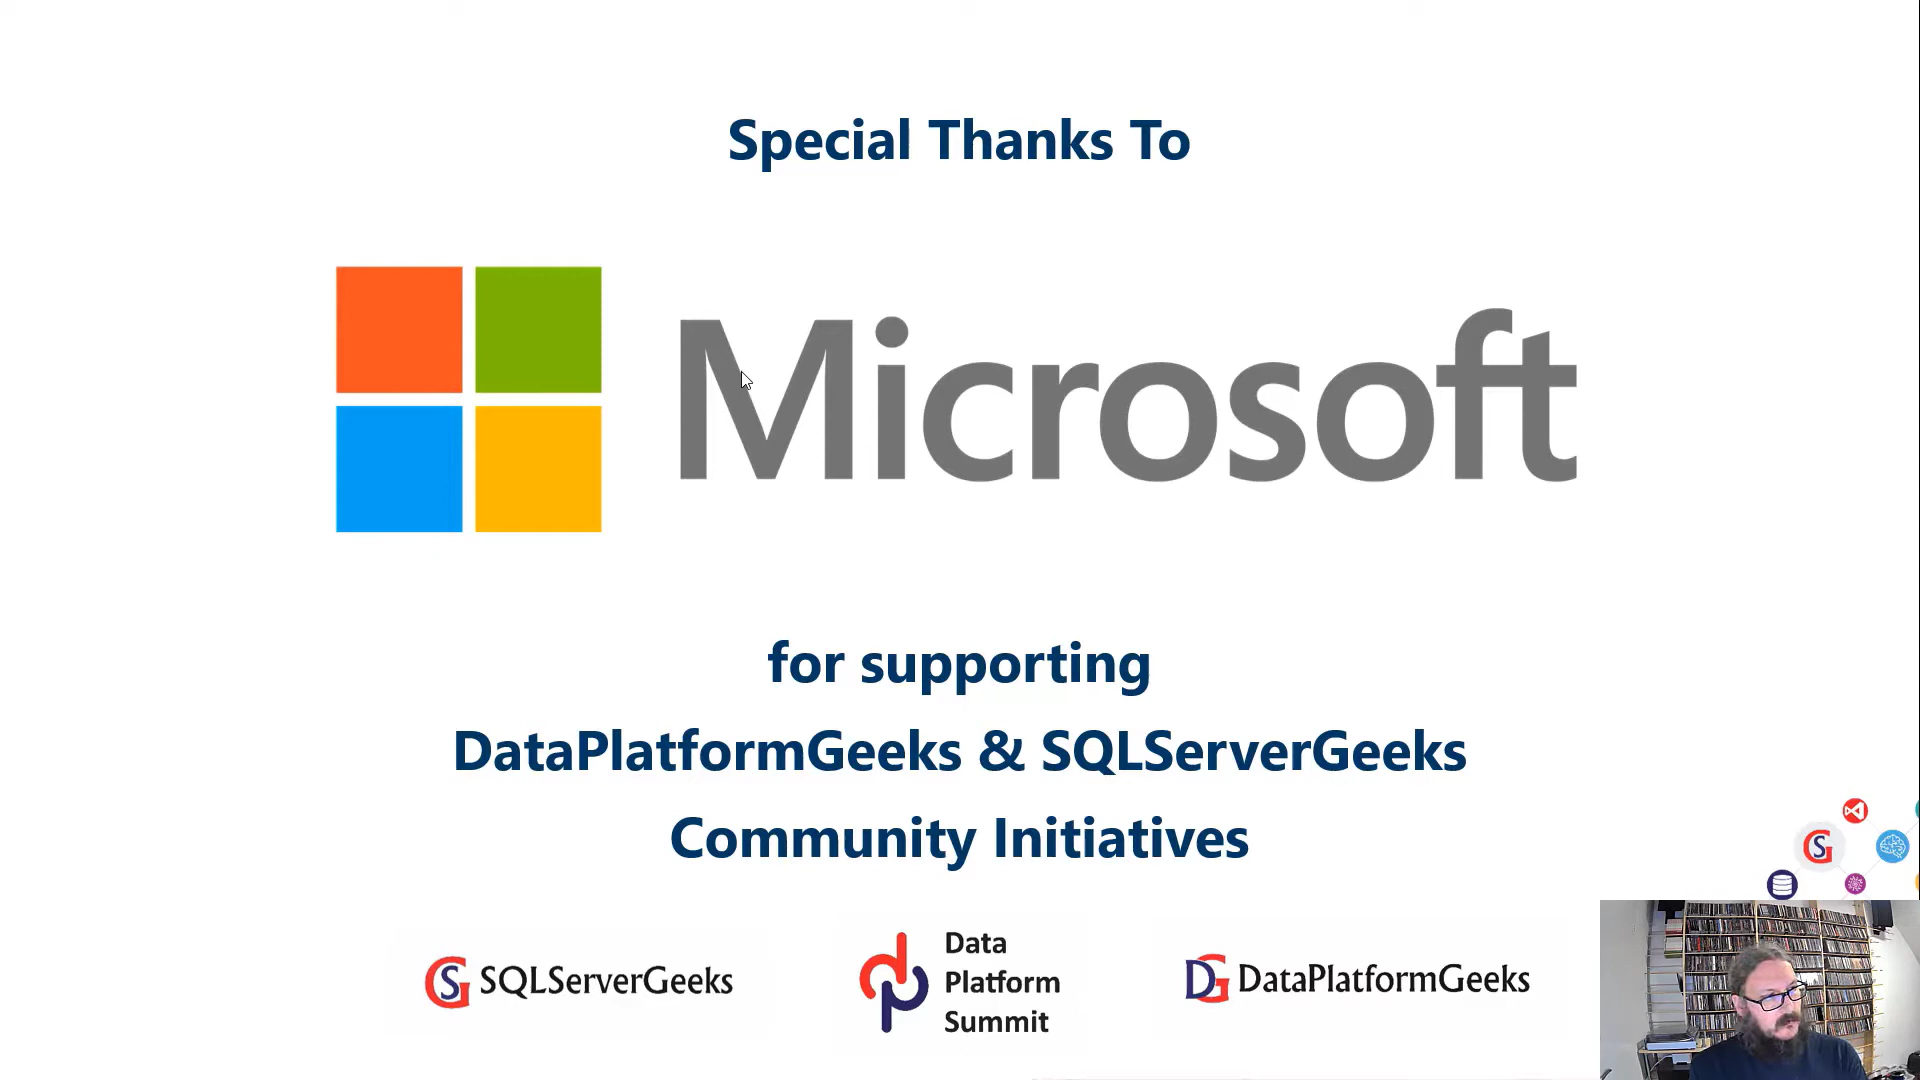 Special Thanks To
Microsoft
for supporting
DataPlatformGeeks & SQLServerGeeks
Community Initiatives
SQLServerGeeks
Data
Platform
Summit
DataPlatformGeeks